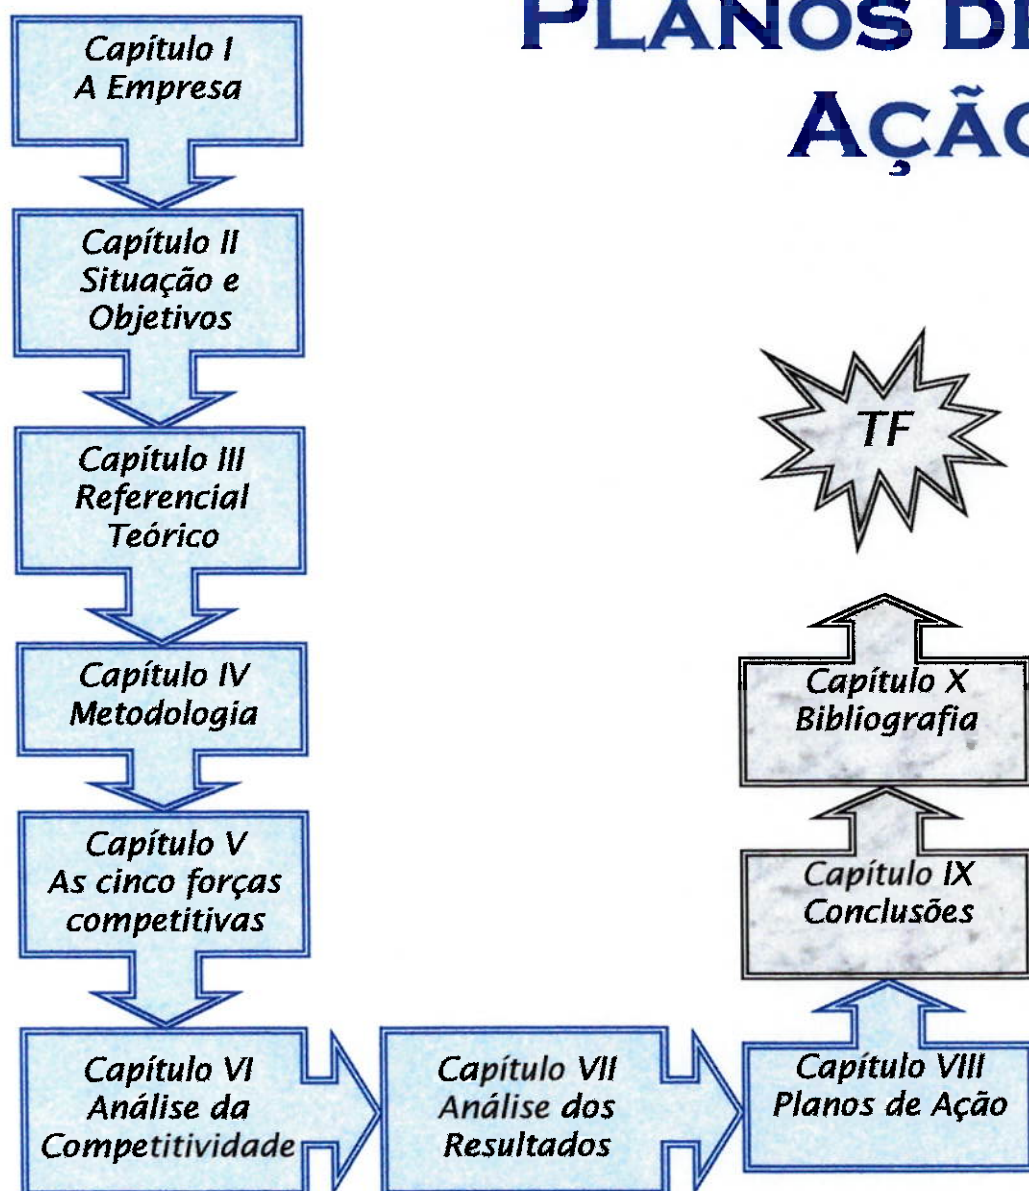 PLANOS DE
AÇÃO
Capítulo I
A Empresa
Capítulo II
Situação e
Objetivos
Capítulo III
Referencial
Teórico
Capítulo IV
Metodologia
Capítulo V
As cinco forças
competitivas
Capítulo VI
Análise da
Competitividade
Capítulo VII
Análise dos
Resultados
Capítulo VIII
Planos de Ação
Capítulo IX
Conclusões
Capítulo X
Bibliografia
TF